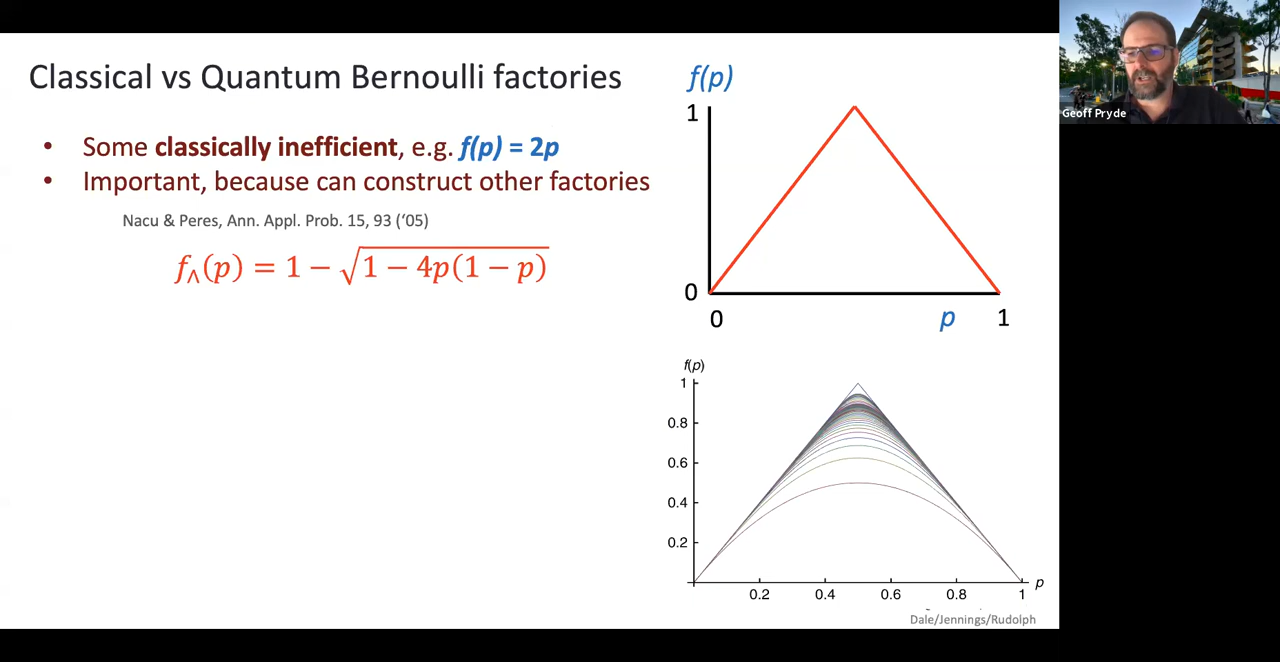 Classical vs Quantum Bernoulli factories
• Some classically inefficient, e.g. f(p) = 2p
• Important, because can construct other factories
Nacu & Peres, Ann. Appl. Prob. 15, 93 (‘05)
f∧(p) = 1 − √1 − 4p(1 − p)
f(p)
1
0
0
p
1
f(p)
1
0.8
0.6
0.4
0.2
0.2
0.4
0.6
0.8
1
p
Dale/Jennings/Rudolph
Geoff Pryde